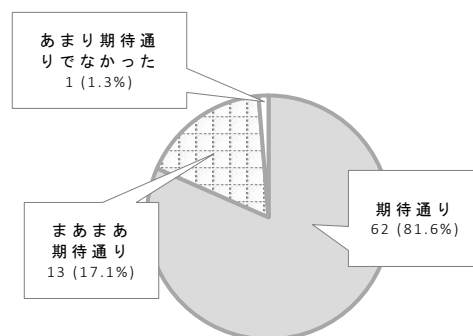 あまり期待通
りでなかった
1 (1.3%)
期待通り
62 (81.6%)
まあまあ
期待通り
13 (17.1%)